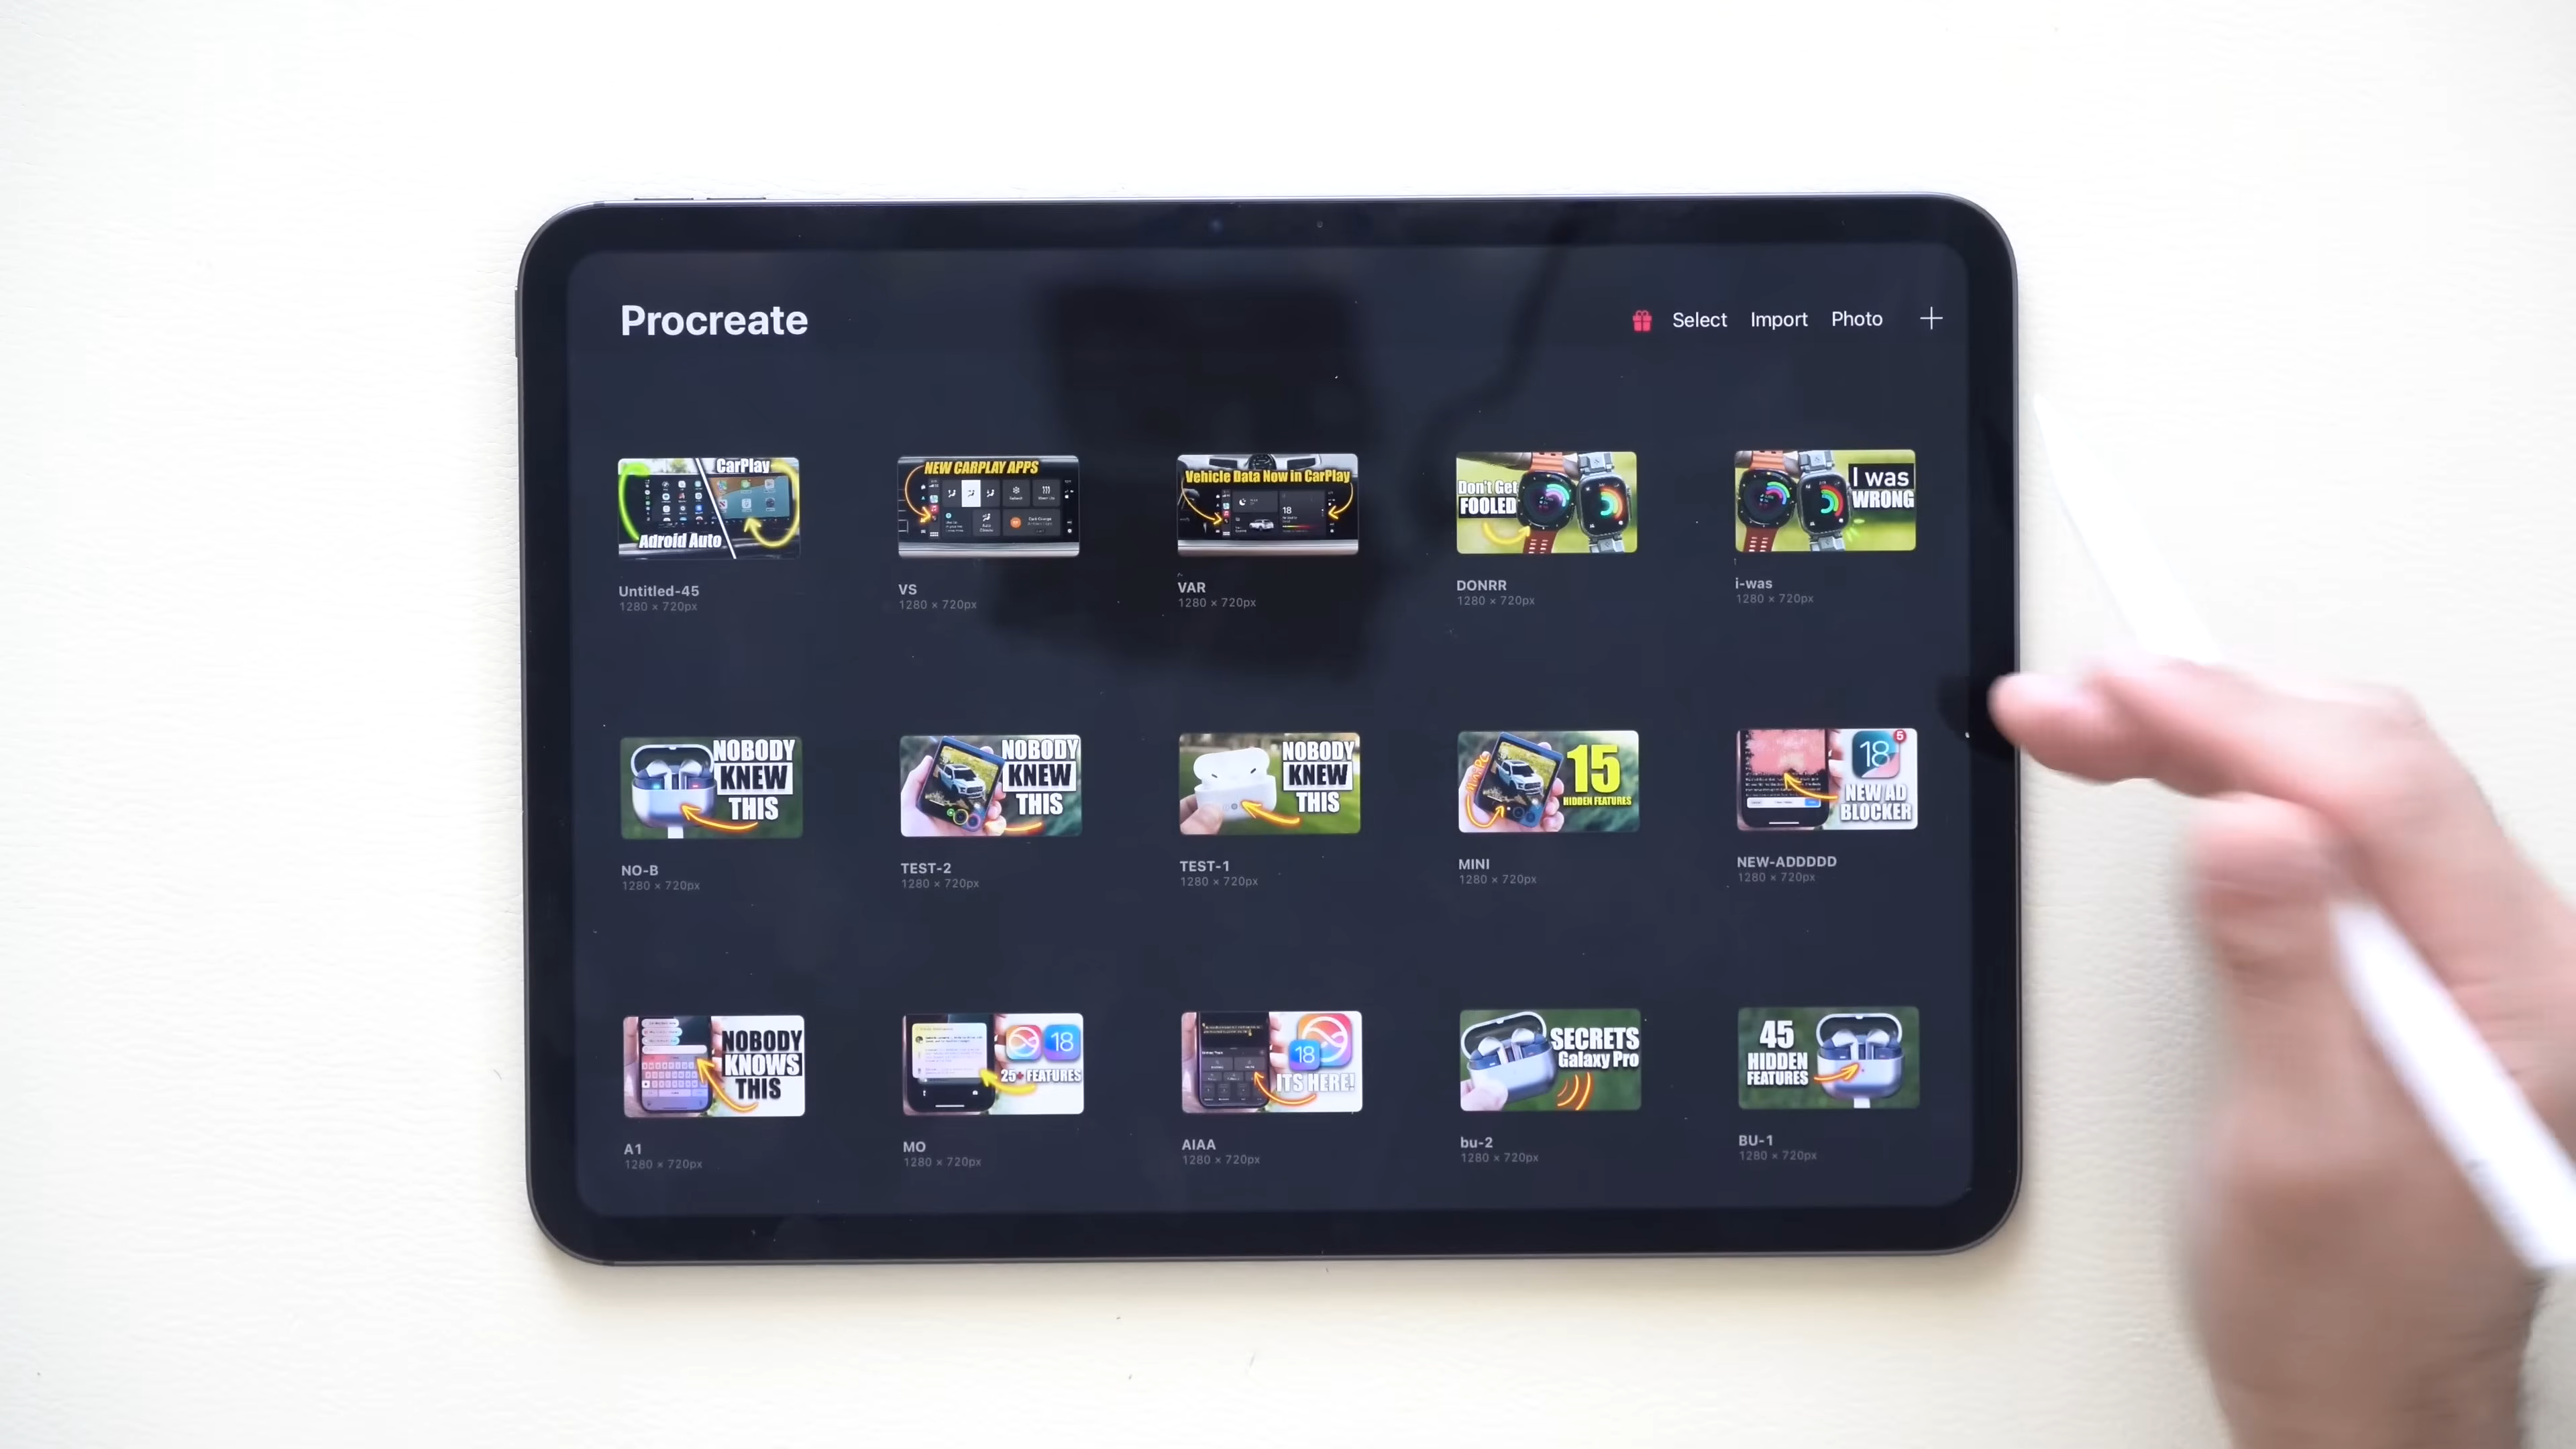 Procreate
Select Import Photo
CarPlay
Adroid Auto
Untitled-45
1280 × 720px
NEW CARPLAY APPS
VS
1280 × 720px
Vehicle Data Now in CarPlay
18
VAR
1280 × 720px
Don't Get
FOOLED
DONRR
1280 × 720px
I was
WRONG
i-was
1280 × 720px
NOBODY
KNEW
THIS
NO-B
1280 × 720px
NOBODY
KNEW
THIS
TEST-2
1280 × 720px
NOBODY
KNEW
THIS
TEST-1
1280 × 720px
15
HIDDEN FEATURES
MINI
1280 × 720px
18
5
NEW AD
BLOCKER
NEW-ADDDDD
1280 × 720px
NOBODY
KNOWS
THIS
A1
1280 × 720px
18
25+ FEATURES
MO
1280 × 720px
18
ITS HERE!
AIAA
1280 × 720px
SECRETS
Galaxy Pro
bu-2
1280 × 720px
45
HIDDEN
FEATURES
BU-1
1280 × 720px